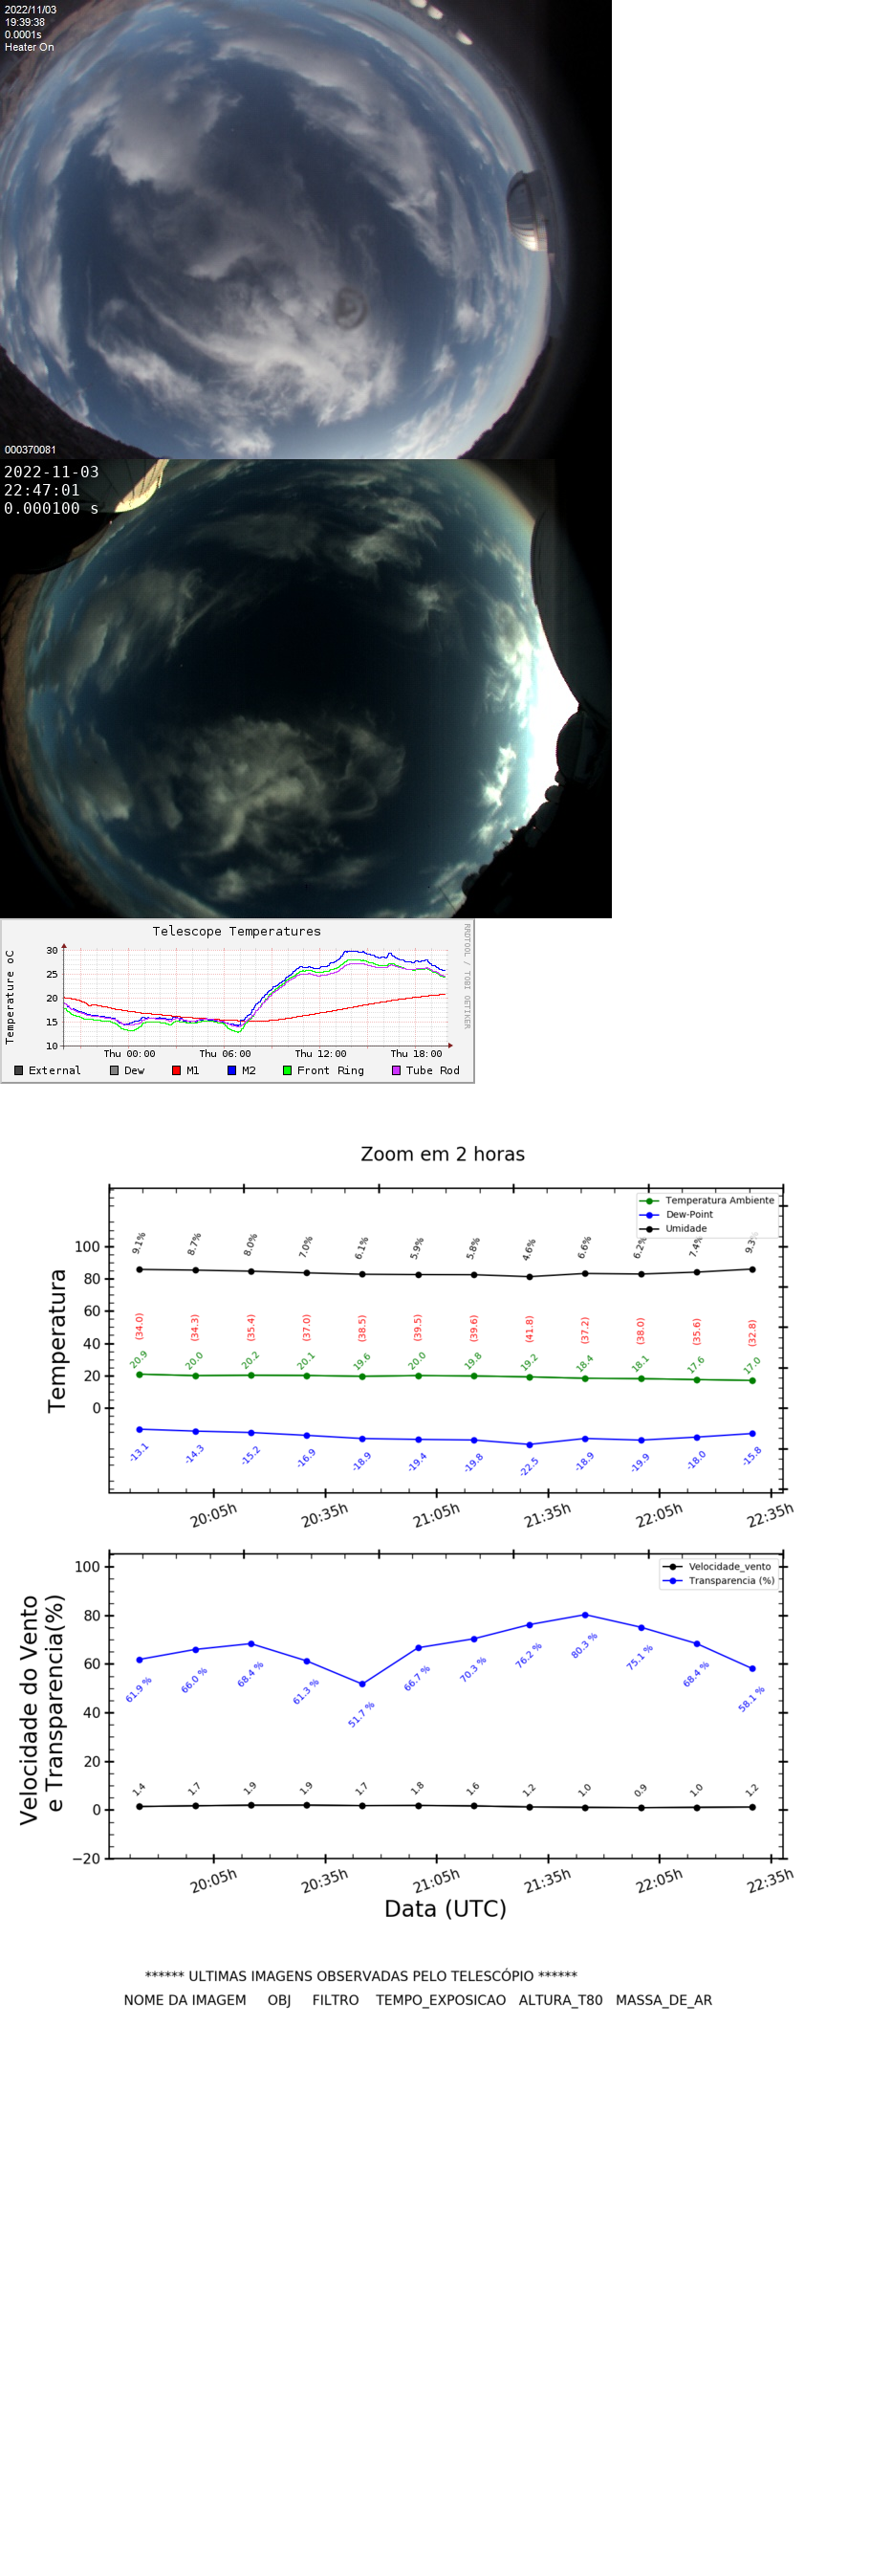 2022/11/03
19:39:38
0.0001s
Heater On
000370081
2022-11-03
22:47:01
0.000100 s
Telescope Temperatures
RRDTOOL / TOBI OETIKER
Temperature oC
30
25
20
15
10
Thu 00:00 Thu 06:00 Thu 12:00 Thu 18:00
External Dew M1 M2 Front Ring Tube Rod
Zoom em 2 horas
Temperatura Ambiente
Dew-Point
Umidade
Temperatura
100
80
60
40
20
0
9.1% 8.7% 8.0% 7.0% 6.1% 5.9% 5.8% 4.6% 6.6% 6.2% 7.4% 9.3%
(34.0) (34.3) (35.4) (37.0) (38.5) (39.5) (39.6) (41.8) (37.2) (38.0) (35.6) (32.8)
20.9 20.0 20.2 20.1 19.6 20.0 19.8 19.2 18.4 18.1 17.6 17.0
-13.1 -14.3 -15.2 -16.9 -18.9 -19.4 -19.8 -22.5 -18.9 -19.9 -18.0 -15.8
20:05h 20:35h 21:05h 21:35h 22:05h 22:35h
Velocidade_vento
Transparencia (%)
Velocidade do Vento
e Transparencia(%)
100
80
60
40
20
0
−20
61.9 % 66.0 % 68.4 % 61.3 % 51.7 % 66.7 % 70.3 % 76.2 % 80.3 % 75.1 % 68.4 % 58.1 %
1.4 1.7 1.9 1.9 1.7 1.8 1.6 1.2 1.0 0.9 1.0 1.2
20:05h 20:35h 21:05h 21:35h 22:05h 22:35h
Data (UTC)
****** ULTIMAS IMAGENS OBSERVADAS PELO TELESCÓPIO ******
NOME DA IMAGEM OBJ FILTRO TEMPO_EXPOSICAO ALTURA_T80 MASSA_DE_AR